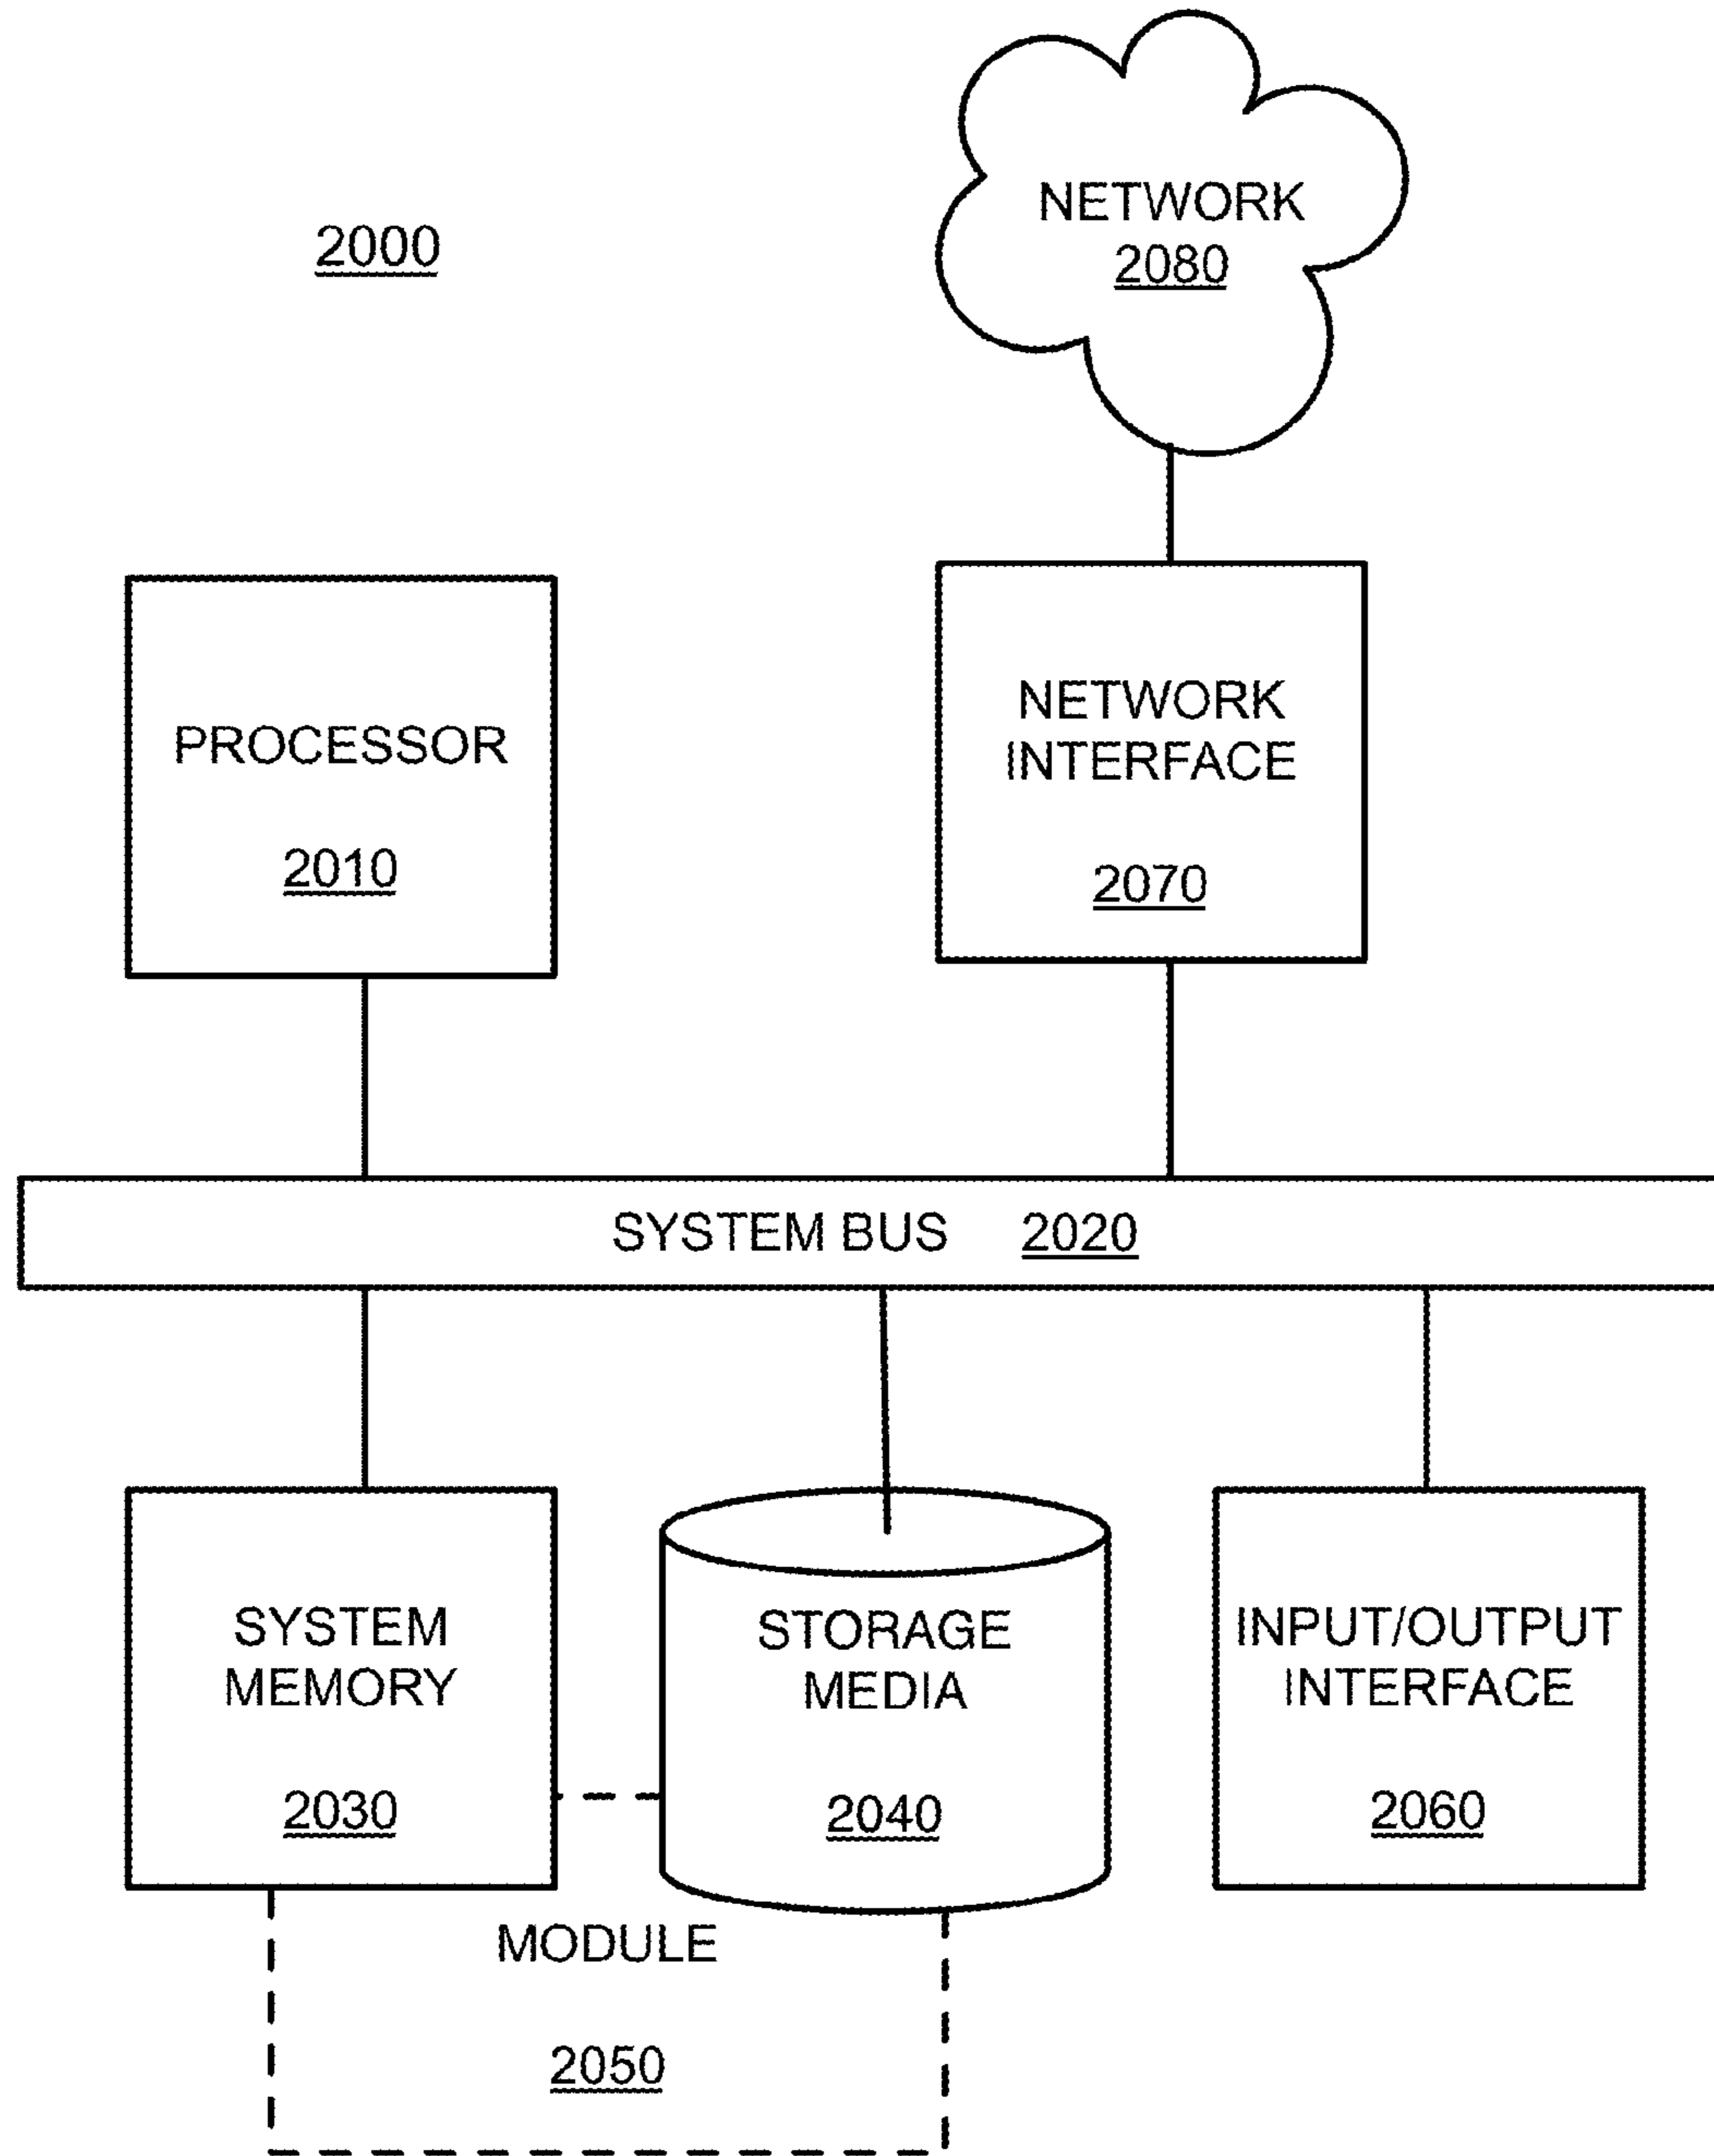 2000
NETWORK
2080
PROCESSOR
2010
NETWORK
INTERFACE
2070
SYSTEM BUS 2020
SYSTEM
MEMORY
2030
STORAGE
MEDIA
2040
INPUT/OUTPUT
INTERFACE
2060
MODULE
2050